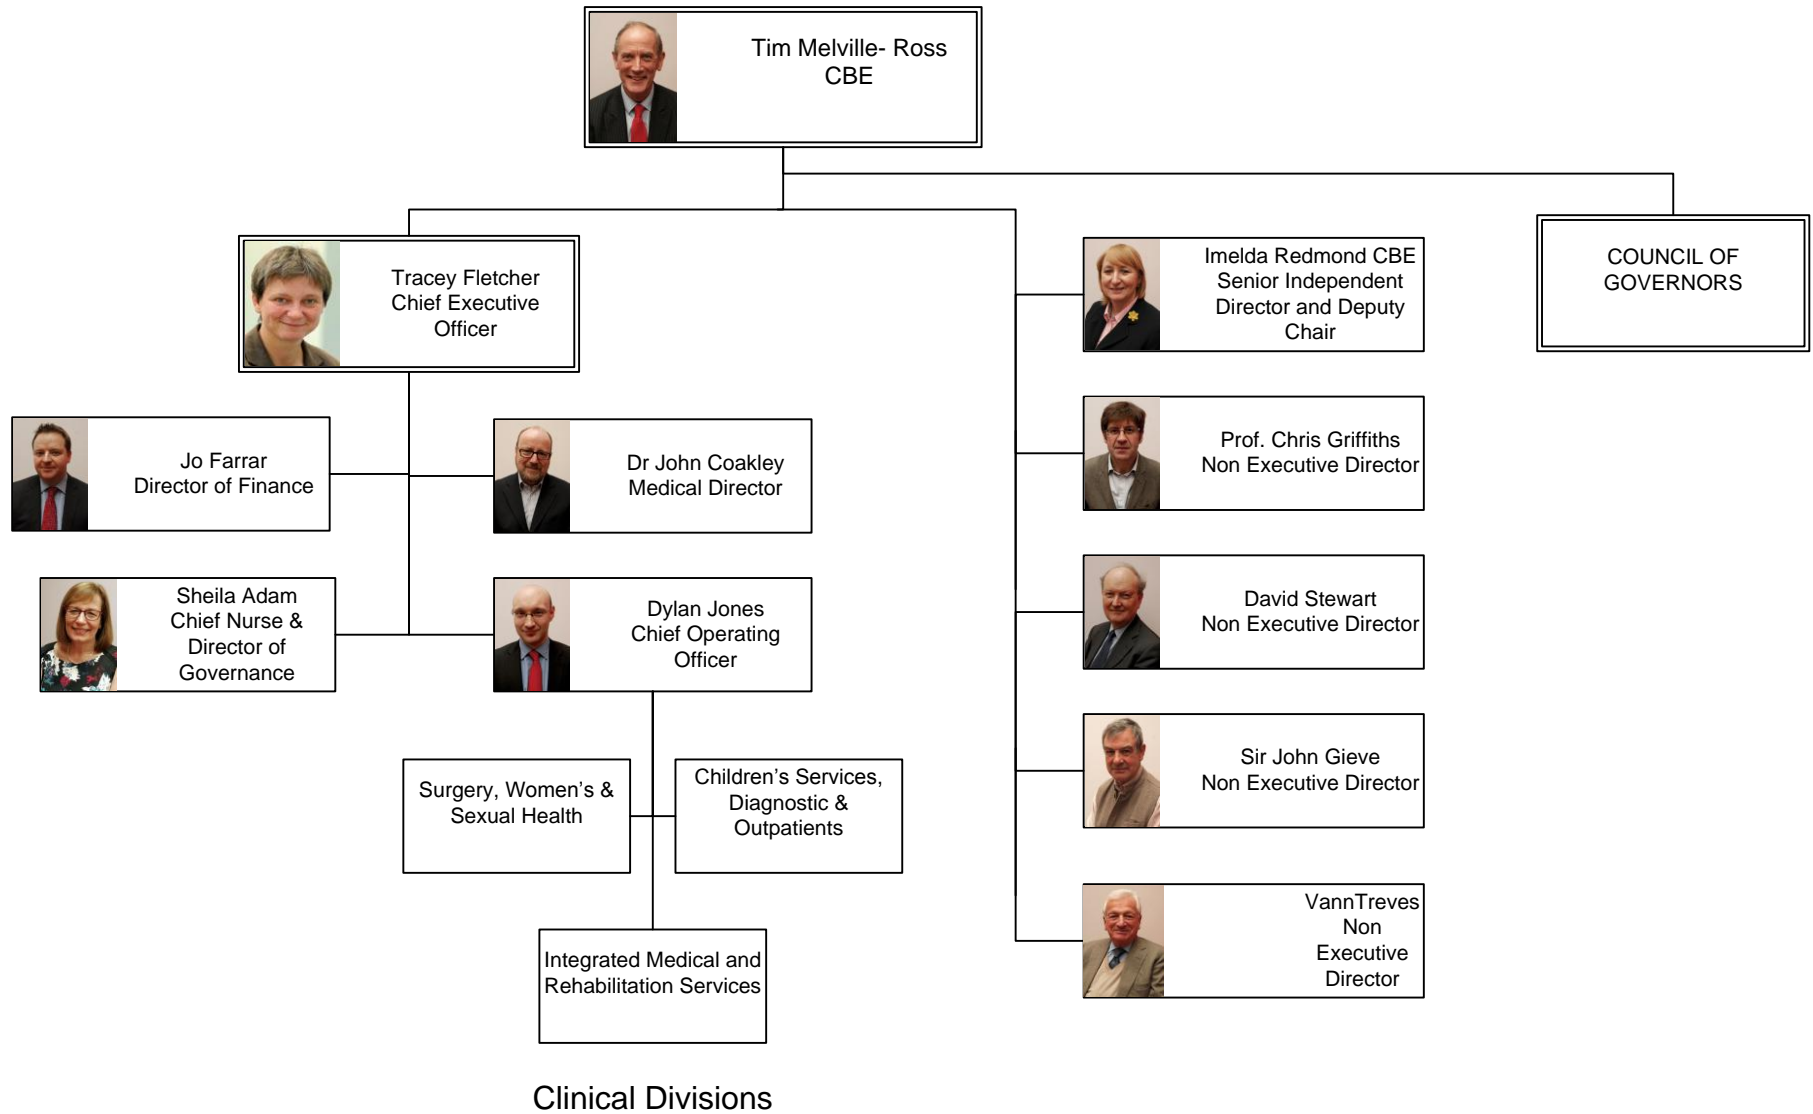 Tim Melville- Ross
CBE
Tracey Fletcher
Chief Executive
Officer
Imelda Redmond CBE
Senior Independent
Director and Deputy
Chair
COUNCIL OF
GOVERNORS
Jo Farrar
Director of Finance
Dr John Coakley
Medical Director
Prof. Chris Griffiths
Non Executive Director
Sheila Adam
Chief Nurse &
Director of
Governance
Dylan Jones
Chief Operating
Officer
David Stewart
Non Executive Director
Surgery, Women’s &
Sexual Health
Children’s Services,
Diagnostic &
Outpatients
Sir John Gieve
Non Executive Director
Integrated Medical and
Rehabilitation Services
VannTreves
Non
Executive
Director
Clinical Divisions